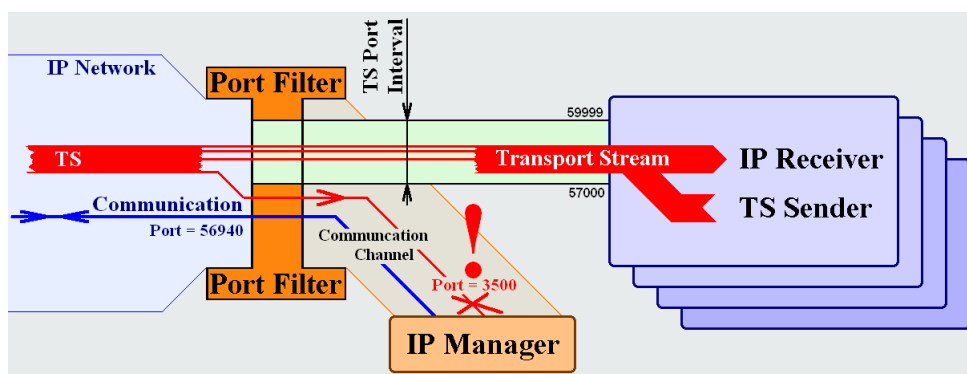 IP Network
Port Filter
TS Port
Interval
59999
TS
Transport Stream
IP Receiver
57000
TS Sender
Communication
Port = 56940
Communcation
Channel
Port = 3500
Port Filter
IP Manager